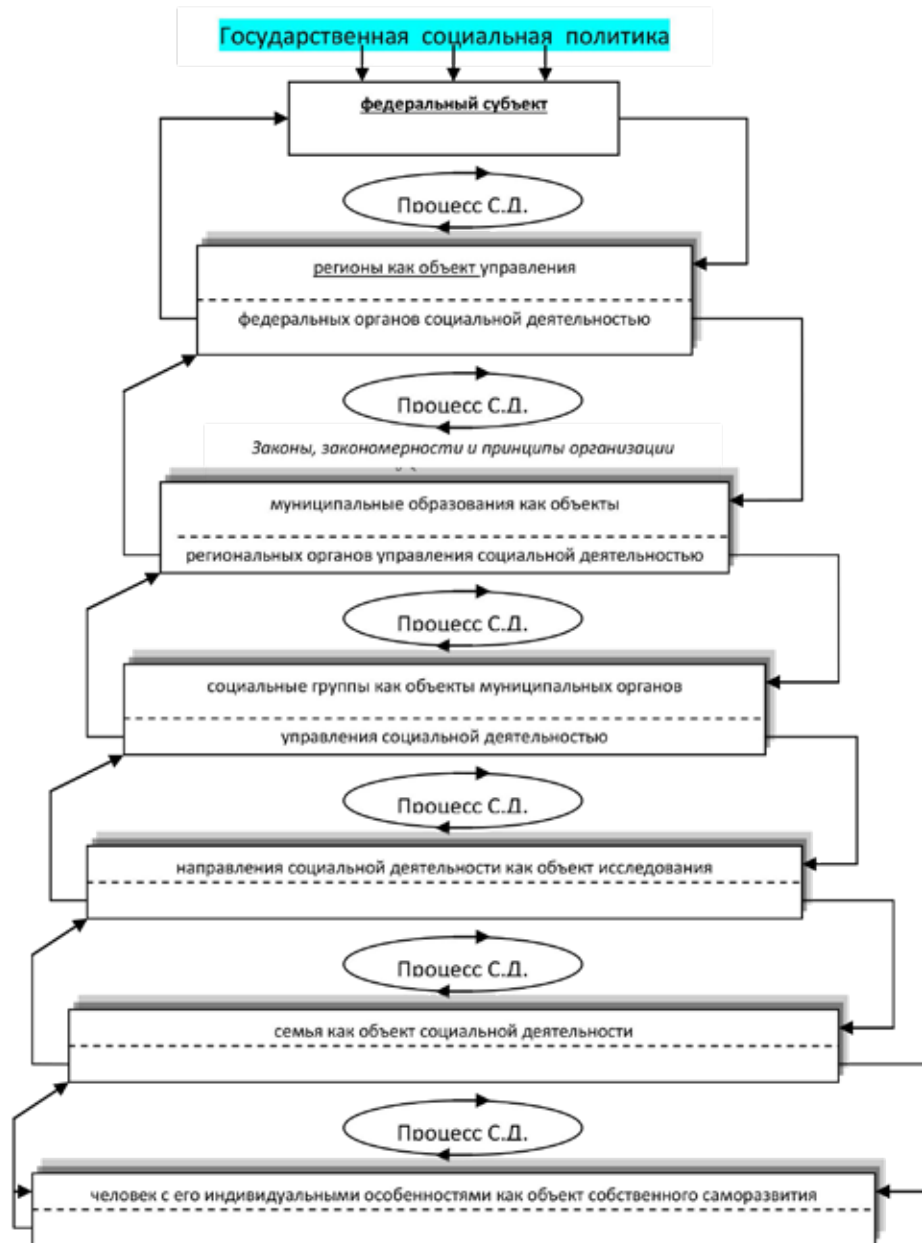 Государственная социальная политика
федеральный субъект
Процесс С.Д.
регионы как объект управления
федеральных органов социальной деятельностью
Процесс С.Д.
Законы, закономерности и принципы организации
муниципальные образования как объекты
региональных органов управления социальной деятельностью
Процесс С.Д.
социальные группы как объекты муниципальных органов
управления социальной деятельностью
Процесс С.Д.
направления социальной деятельности как объект исследования
Процесс С.Д.
семья как объект социальной деятельности
Процесс С.Д.
человек с его индивидуальными особенностями как объект собственного саморазвития